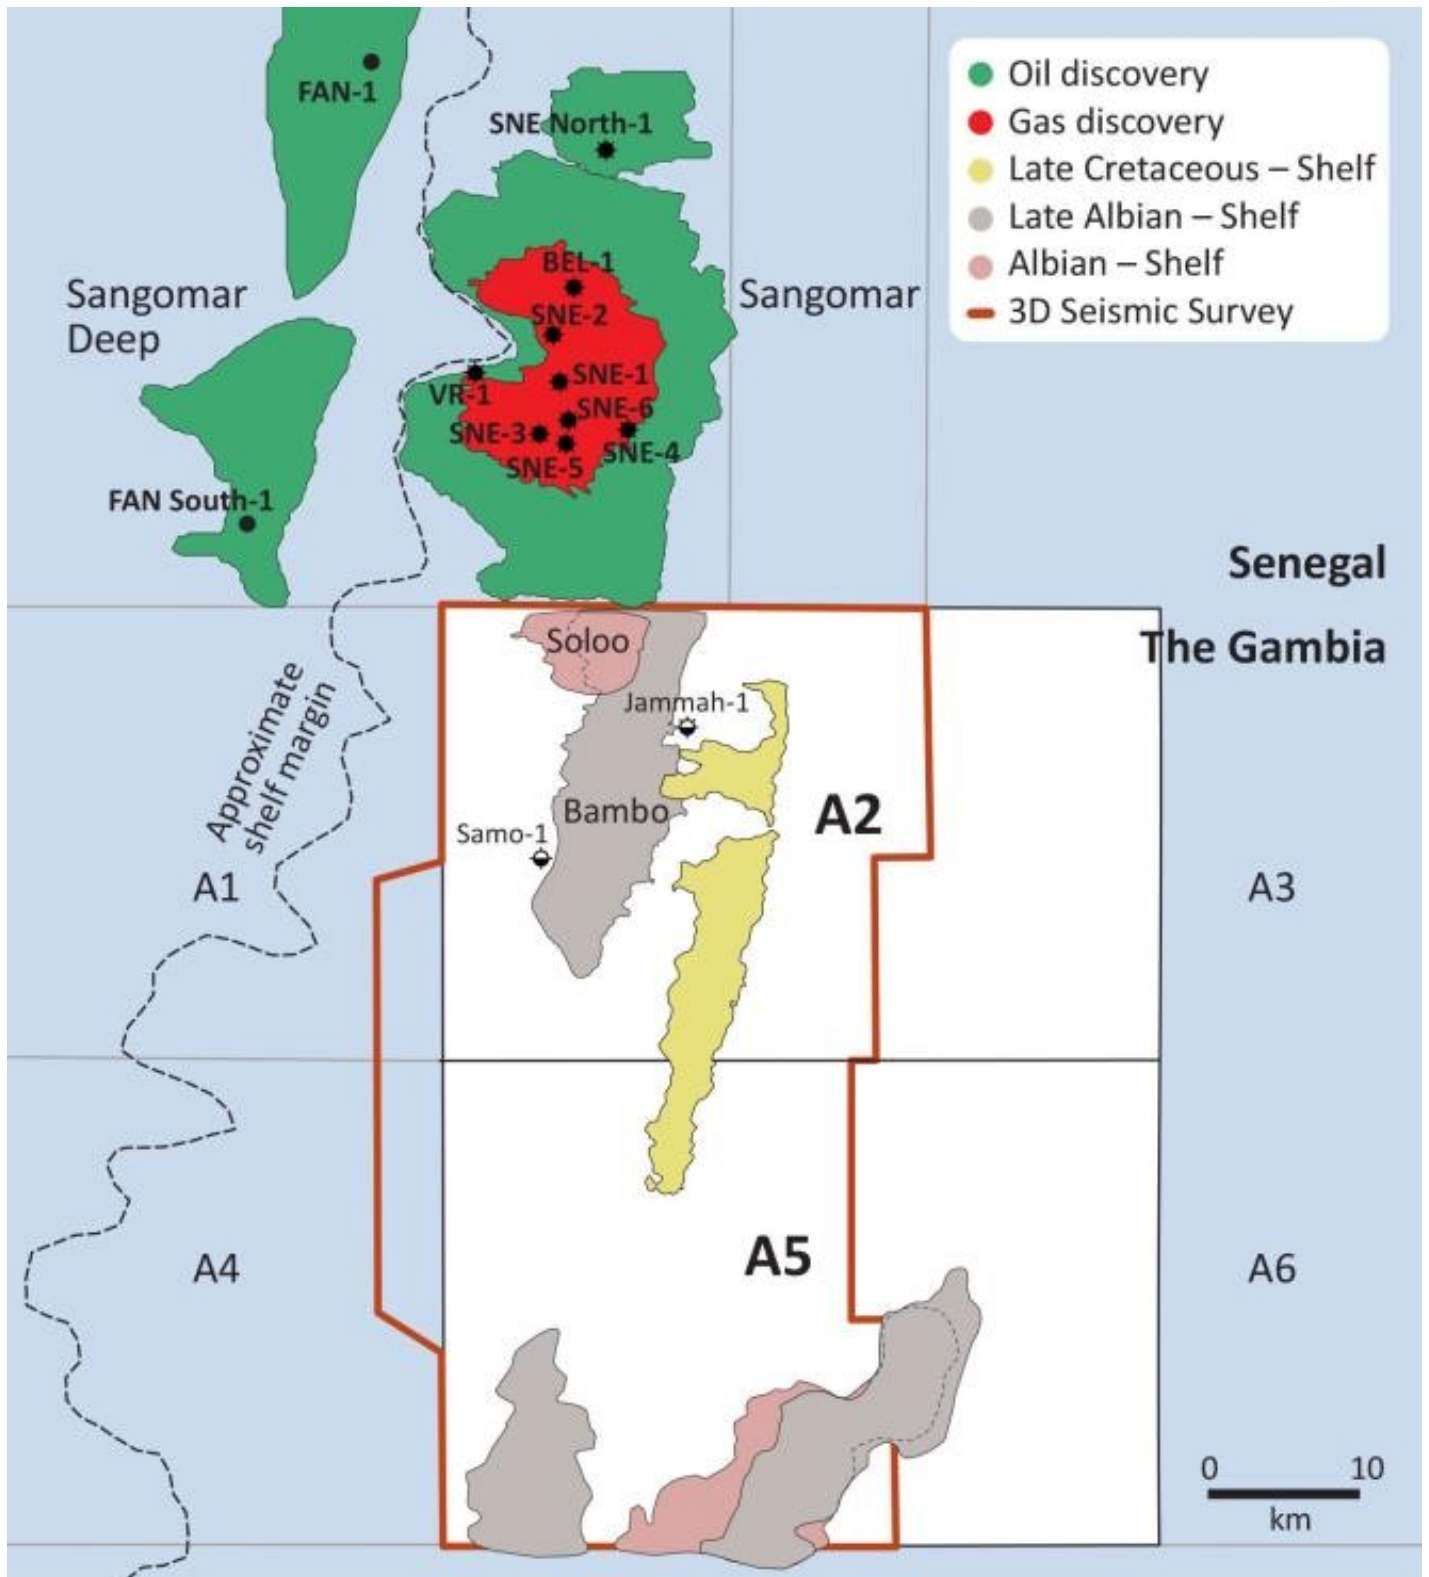 FAN-1
SNE North-1
Oil discovery
Gas discovery
Late Cretaceous – Shelf
Late Albian – Shelf
Albian – Shelf
3D Seismic Survey
Sangomar
Deep
BEL-1
SNE-2
Sangomar
VR-1
SNE-1
SNE-6
SNE-3
SNE-4
SNE-5
FAN South-1
Senegal
The Gambia
Soloo
Approximate
shelf margin
Jammah-1
Bambo
A2
Samo-1
A1
A3
A5
A4
A6
0
10
km